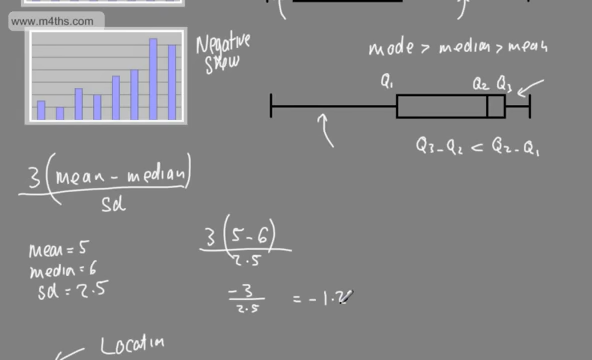 www.m4ths.com
Negative
Skew
mode > median > mean
Q1 Q2 Q3
Q3 - Q2 < Q2 - Q1
3(mean - median)
sd
mean = 5
median = 6
sd = 2.5
3(5 - 6)
2.5
-3
2.5
= -1.2
Location